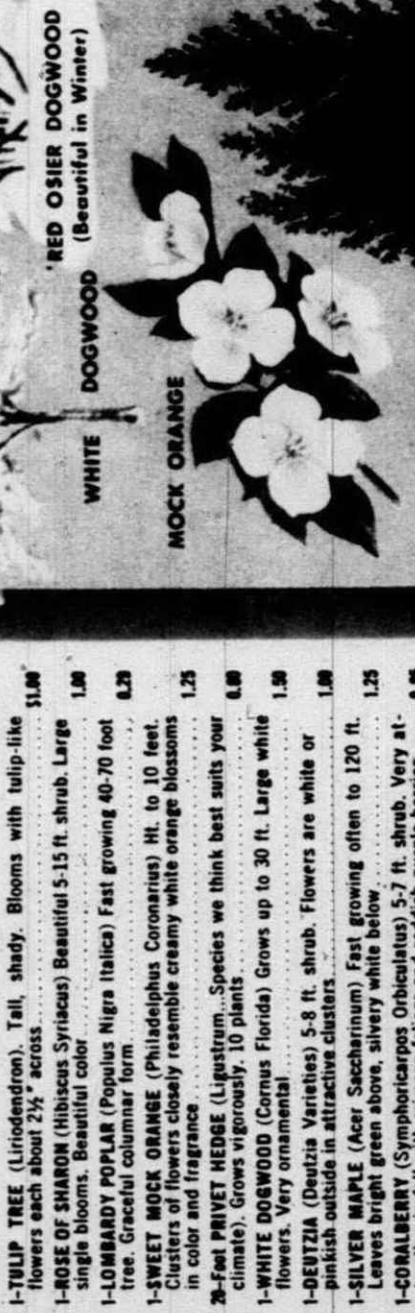 1-TULIP TREE (Liriodendron). Tall, shady. Blooms with tulip-like
flowers each about 2½" across.................... $1.00
1-ROSE OF SHARON (Hibiscus Syriacus) Beautiful 5-15 ft. shrub. Large
single blooms. Beautiful color.................... 1.00
1-LOMBARDY POPLAR (Populus Nigra Italica) Fast growing 40-70 foot
tree. Graceful columnar form.................... 0.29
1-SWEET MOCK ORANGE (Philadelphus Coronarius) Ht. to 10 feet.
Clusters of flowers closely resemble creamy white orange blossoms
in color and fragrance.................... 1.25
20-Feet PRIVET HEDGE (Ligustrum. Species we think best suits your
climate). Grows vigorously. 10 plants....................
1-WHITE DOGWOOD (Cornus Florida) Grows up to 30 ft. Large white
flowers. Very ornamental.................... 1.50
1-DEUTZIA (Deutzia Varieties) 5-8 ft. shrub. Flowers are white or
pinkish outside in attractive clusters.................... 1.00
1-SILVER MAPLE (Acer Saccharinum) Fast growing often to 120 ft.
Leaves bright green above, silvery white below.................... 1.25
1-CORALBERRY (Symphoricarpos Orbiculatus) 5-7 ft. shrub. Very at-
RED OSIER DOGWOOD
(Beautiful in Winter)
WHITE DOGWOOD
MOCK ORANGE